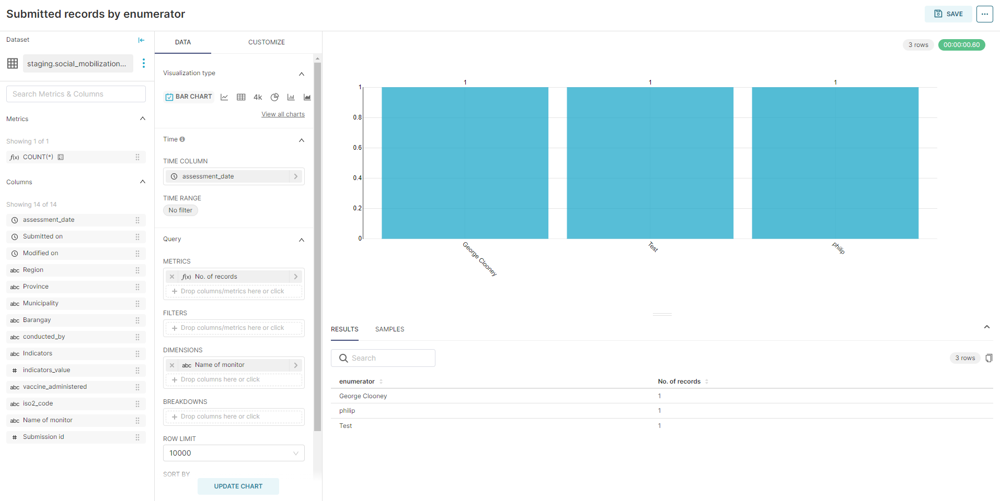 Submitted records by enumerator
SAVE
Dataset
staging.social_mobilization...
Search Metrics & Columns
Metrics
Showing 1 of 1
f(x) COUNT(*)
Columns
Showing 14 of 14
assessment_date
Submitted on
Modified on
abc Region
abc Province
abc Municipality
abc Barangay
abc conducted_by
abc Indicators
# indicators_value
abc vaccine_administered
abc iso2_code
abc Name of monitor
# Submission id
DATA CUSTOMIZE
Visualization type
BAR CHART 4k
View all charts
Time
TIME COLUMN
assessment_date
TIME RANGE
No filter
Query
METRICS
f(x) No. of records
Drop columns/metrics here or click
FILTERS
Drop columns/metrics here or click
DIMENSIONS
abc Name of monitor
Drop columns here or click
BREAKDOWNS
Drop columns here or click
ROW LIMIT
10000
SORT BY
UPDATE CHART
3 rows 00:00:00.60
1 1 1
1
0.8
0.6
0.4
0.2
0
George Clooney Test philip
RESULTS SAMPLES
Search 3 rows
enumerator No. of records
George Clooney 1
philip 1
Test 1